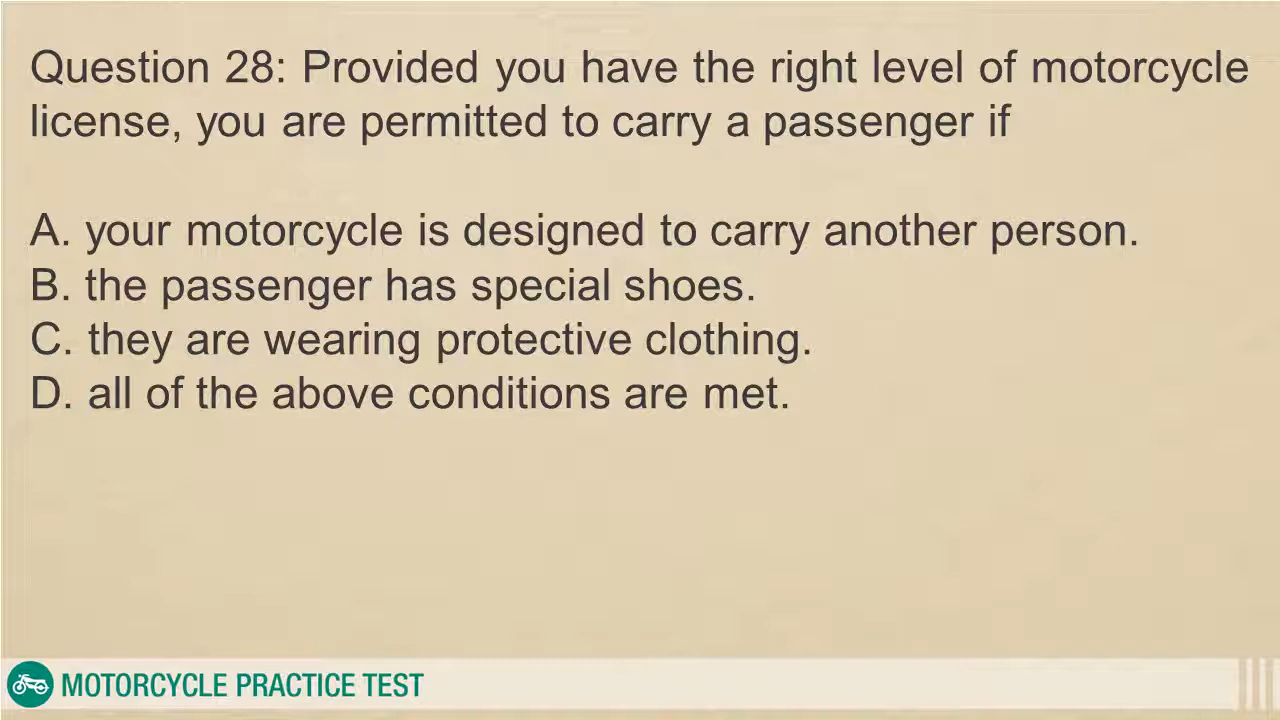 Question 28: Provided you have the right level of motorcycle
license, you are permitted to carry a passenger if
A. your motorcycle is designed to carry another person.
B. the passenger has special shoes.
C. they are wearing protective clothing.
D. all of the above conditions are met.
MOTORCYCLE PRACTICE TEST